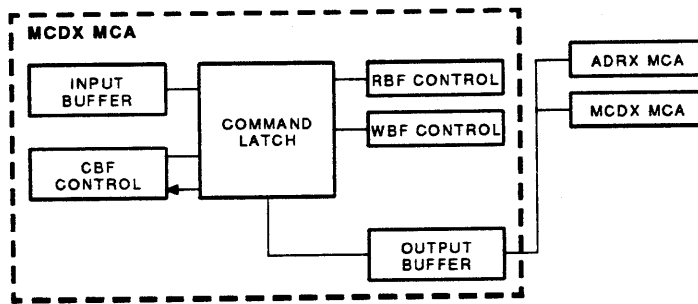 MCDX MCA
INPUT
BUFFER
CBF
CONTROL
COMMAND
LATCH
RBF CONTROL
WBF CONTROL
OUTPUT
BUFFER
ADRX MCA
MCDX MCA